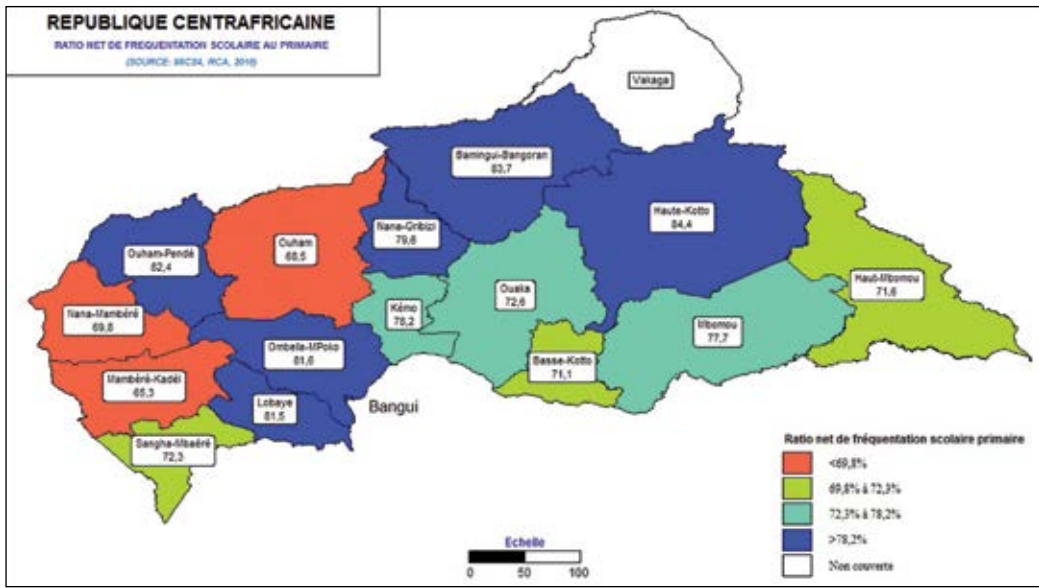 REPUBLIQUE CENTRAFRICAINE
RATIO NET DE FREQUENTATION SCOLAIRE AU PRIMAIRE
(SOURCE: MICS4, RCA, 2010)
Vakaga
Bamingui-Bangoran
83,7
Haute-Kotto
84,4
Nana-Gribizi
79,6
Ouham
68,5
Ouham-Pendé
82,4
Haut-Mbomou
71,6
Ouaka
72,6
Kémo
78,2
Nana-Mambéré
69,8
Mbomou
77,7
Ombella-MPoko
81,6
Basse-Kotto
71,1
Mambéré-Kadéi
65,3
Lobaye
81,5
Bangui
Sangha-Mbaéré
72,3
Ratio net de fréquentation scolaire primaire
<69,8%
69,8% à 72,3%
72,3% à 78,2%
>78,2%
Non couverte
Echelle
0 50 100